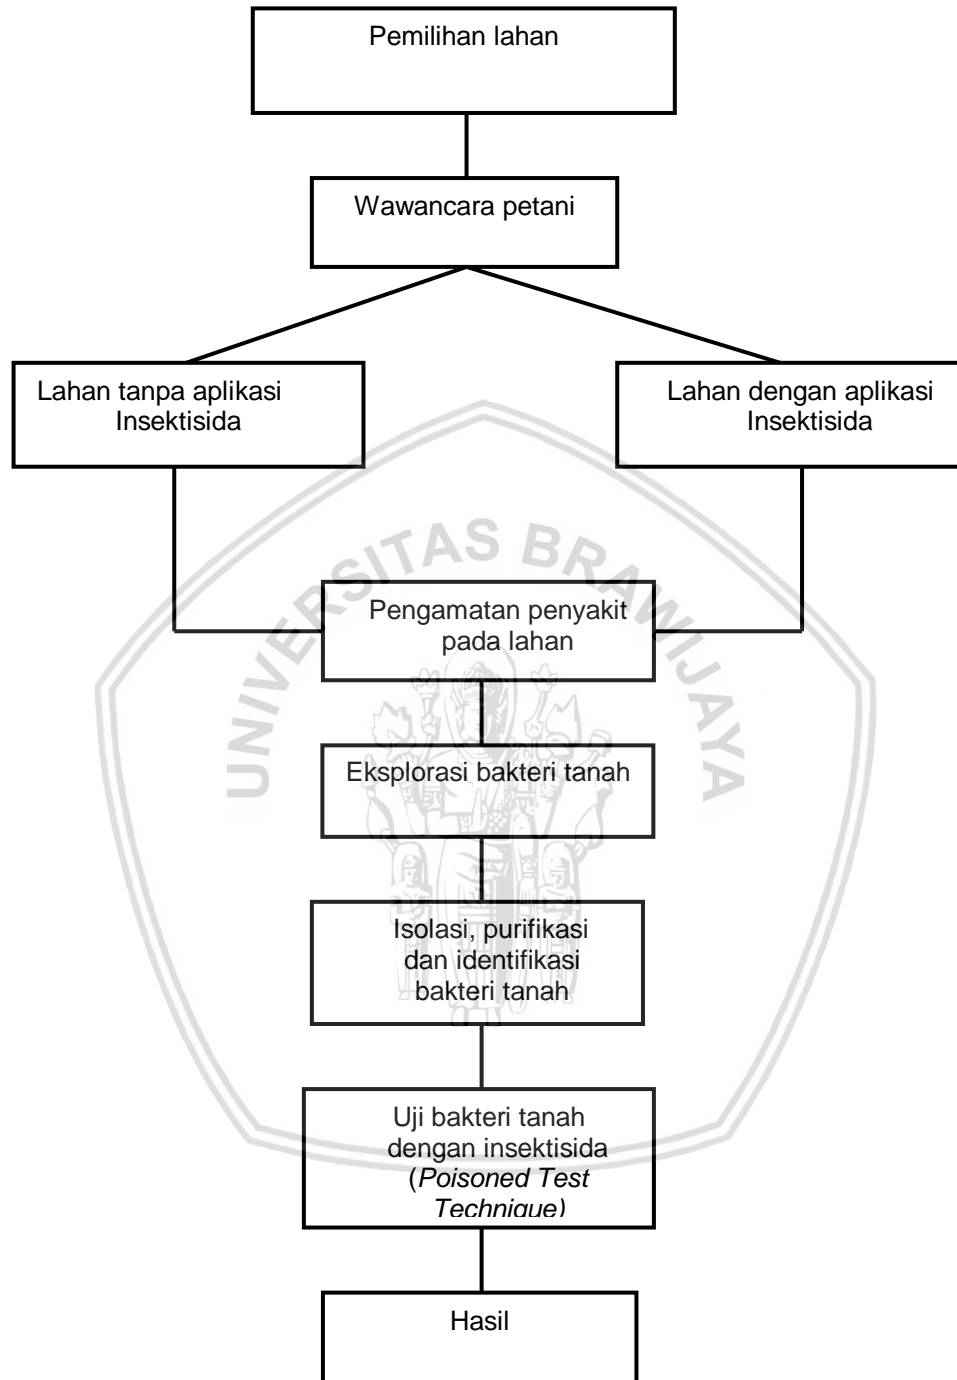 Pemilihan lahan
Wawancara petani
Lahan tanpa aplikasi
Insektisida
Lahan dengan aplikasi
Insektisida
UNIVERSITAS BRAWIJAYA
Pengamatan penyakit
pada lahan
Eksplorasi bakteri tanah
Isolasi, purifikasi
dan identifikasi
bakteri tanah
Uji bakteri tanah
dengan insektisida
(Poisoned Test
Technique)
Hasil